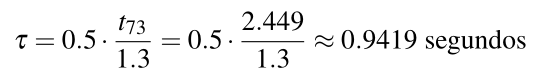 τ = 0.5 · t₇₃/1.3 = 0.5 · 2.449/1.3 ≈ 0.9419 segundos